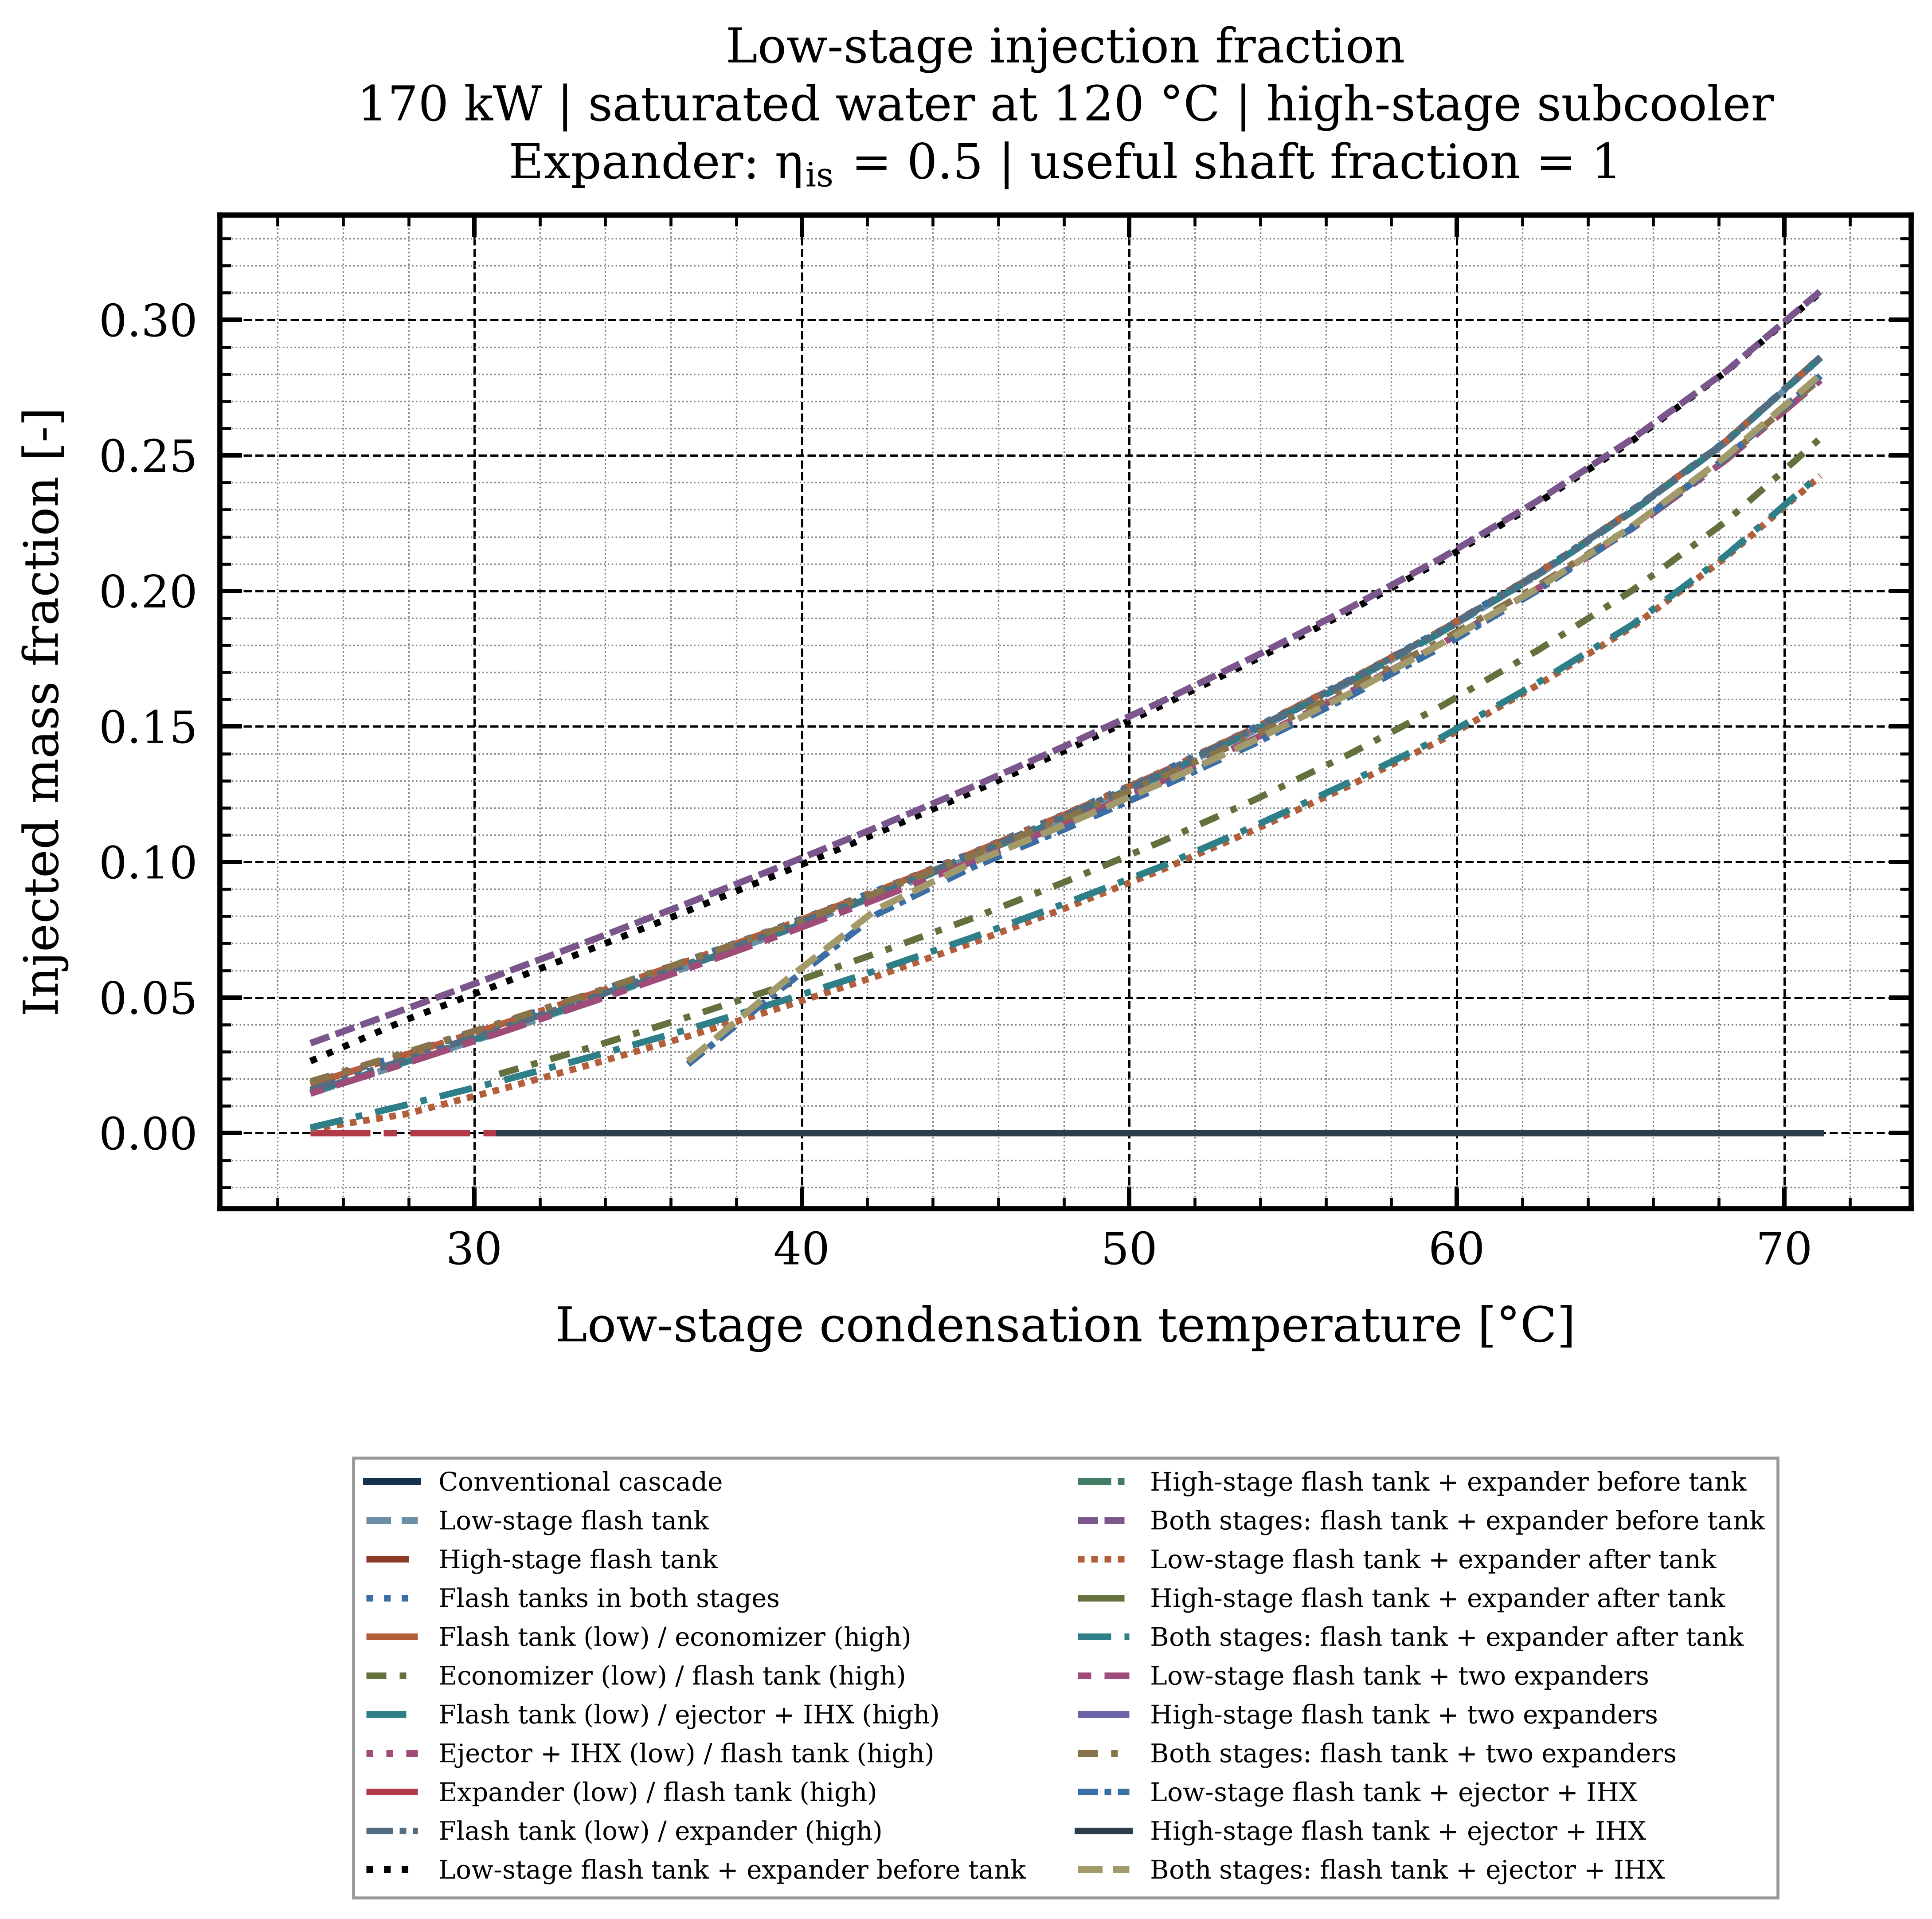 Low-stage injection fraction
170 kW | saturated water at 120 °C | high-stage subcooler
Expander: ηis = 0.5 | useful shaft fraction = 1
Injected mass fraction [-]
0.30
0.25
0.20
0.15
0.10
0.05
0.00
30 40 50 60 70
Low-stage condensation temperature [°C]
Conventional cascade
Low-stage flash tank
High-stage flash tank
Flash tanks in both stages
Flash tank (low) / economizer (high)
Economizer (low) / flash tank (high)
Flash tank (low) / ejector + IHX (high)
Ejector + IHX (low) / flash tank (high)
Expander (low) / flash tank (high)
Flash tank (low) / expander (high)
Low-stage flash tank + expander before tank
High-stage flash tank + expander before tank
Both stages: flash tank + expander before tank
Low-stage flash tank + expander after tank
High-stage flash tank + expander after tank
Both stages: flash tank + expander after tank
Low-stage flash tank + two expanders
High-stage flash tank + two expanders
Both stages: flash tank + two expanders
Low-stage flash tank + ejector + IHX
High-stage flash tank + ejector + IHX
Both stages: flash tank + ejector + IHX